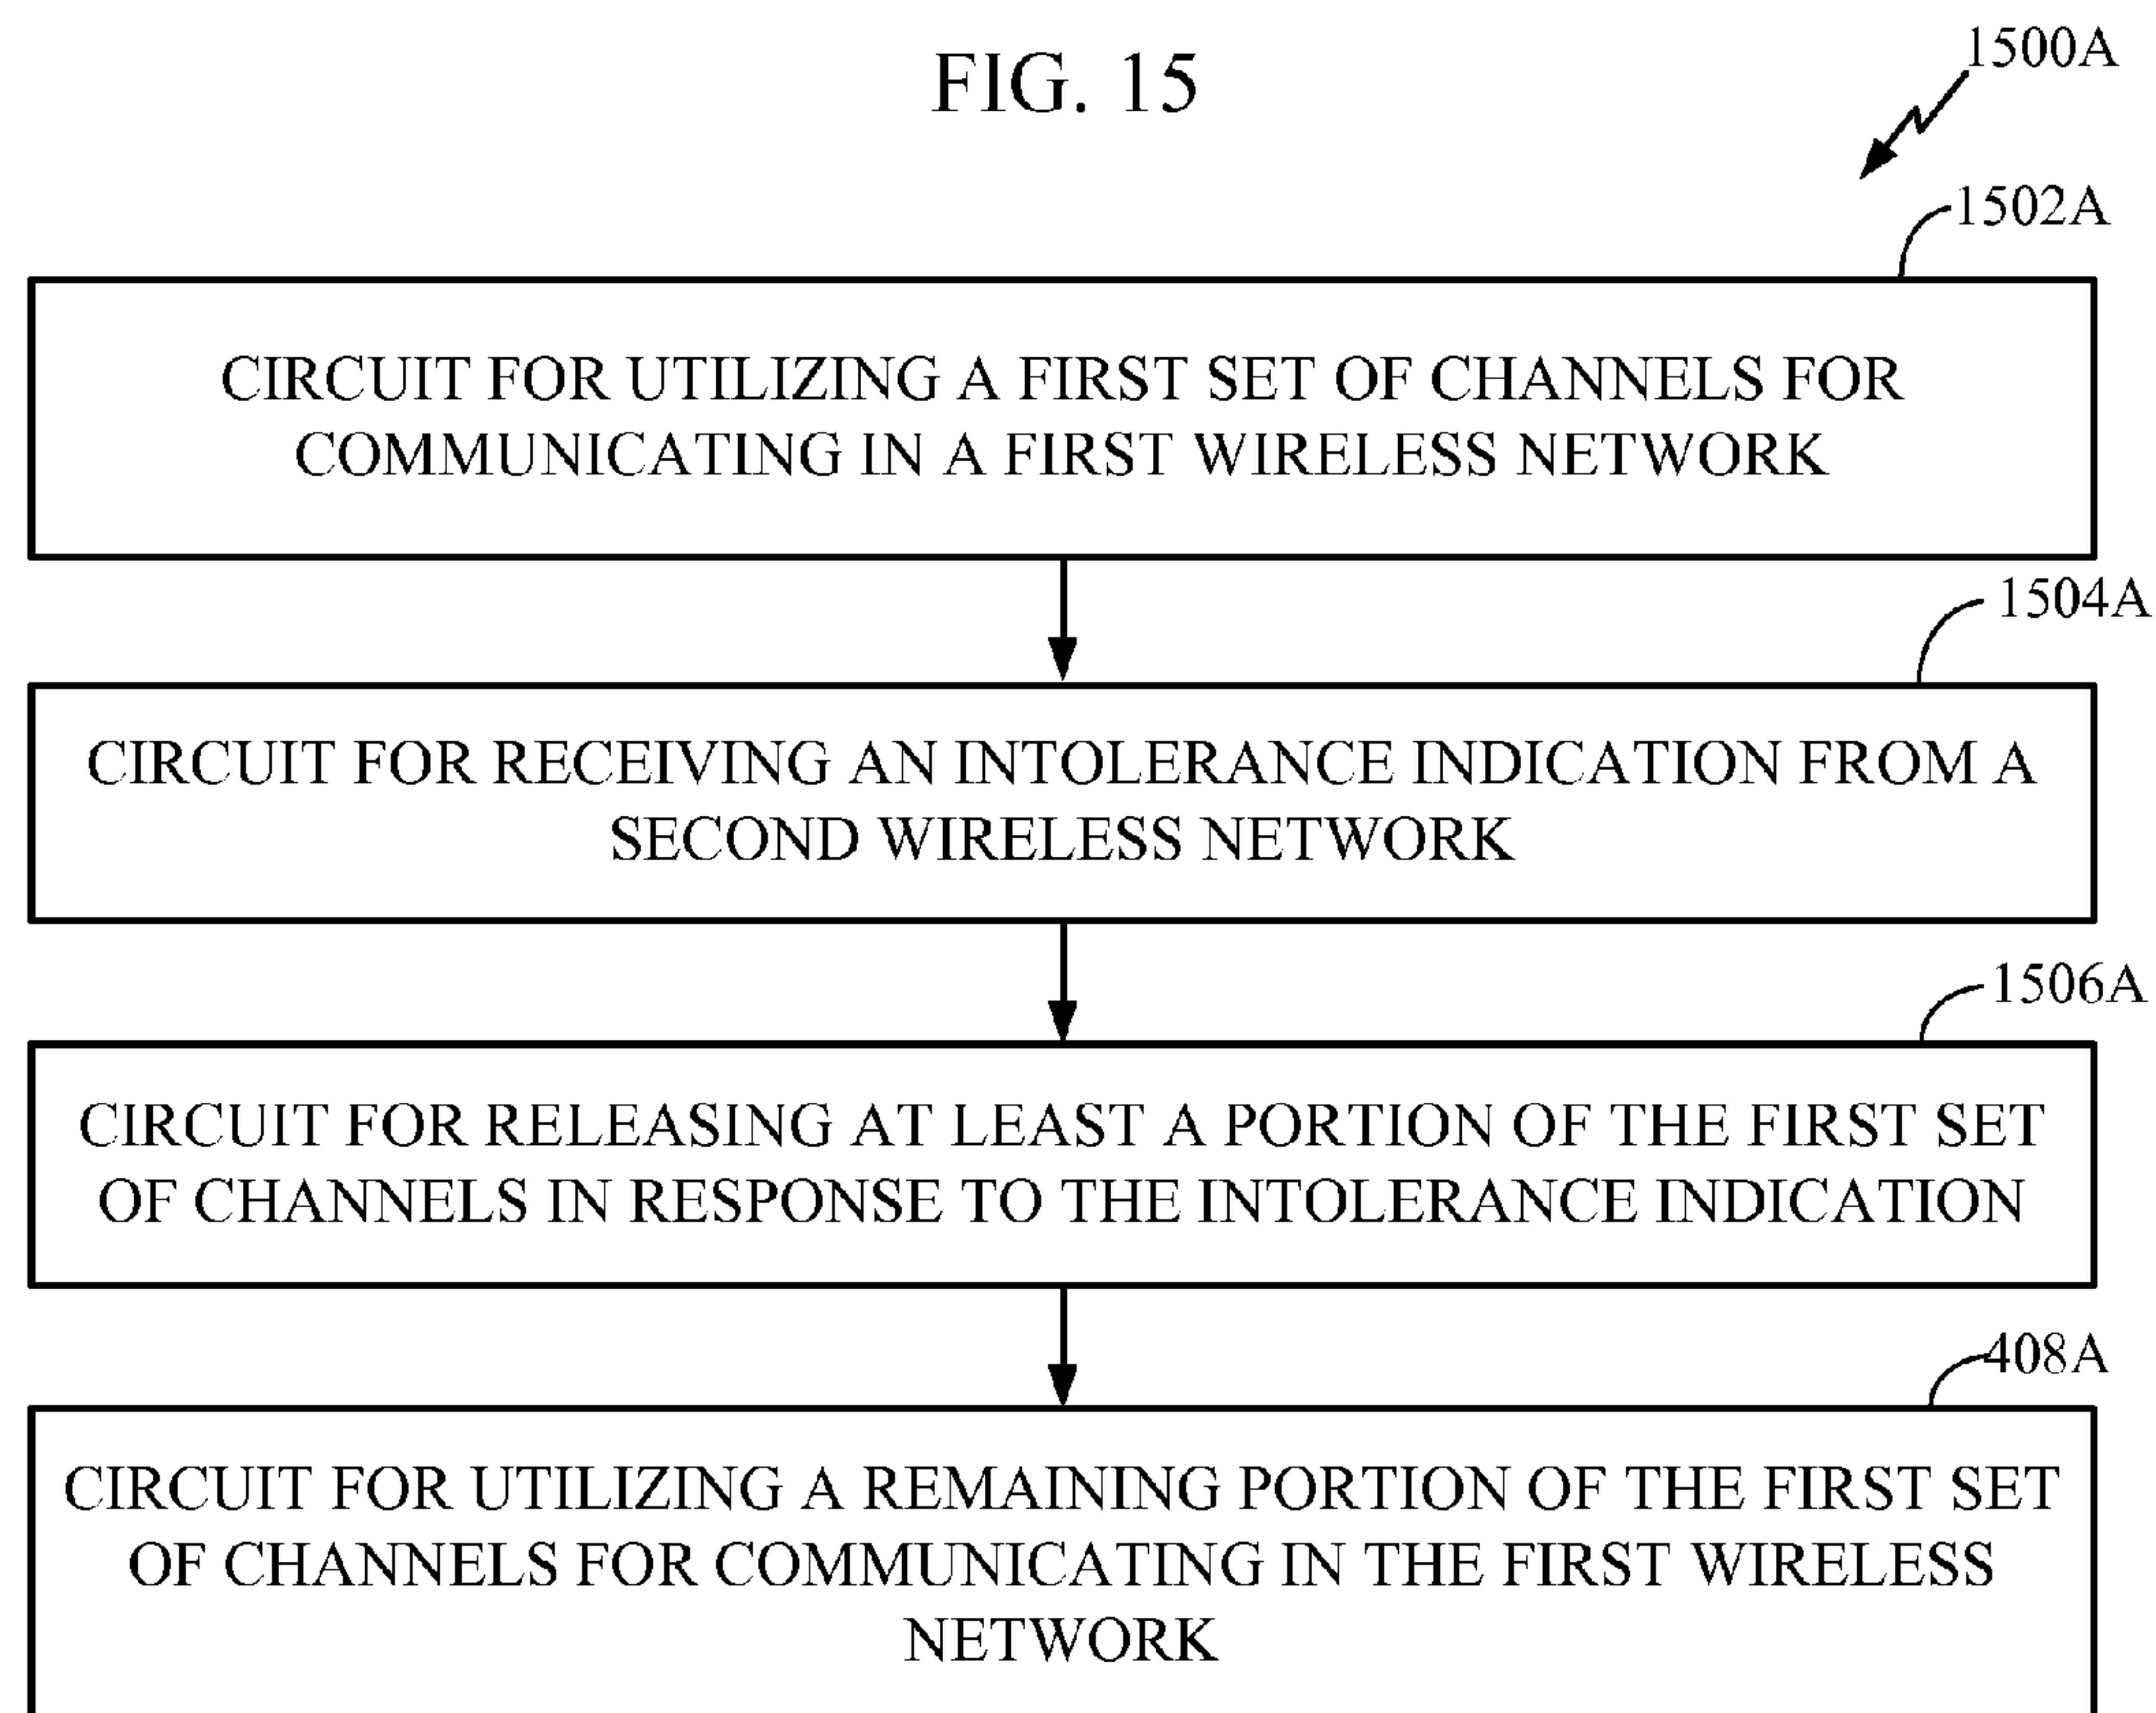 FIG. 15
1500A
1502A
CIRCUIT FOR UTILIZING A FIRST SET OF CHANNELS FOR
COMMUNICATING IN A FIRST WIRELESS NETWORK
1504A
CIRCUIT FOR RECEIVING AN INTOLERANCE INDICATION FROM A
SECOND WIRELESS NETWORK
1506A
CIRCUIT FOR RELEASING AT LEAST A PORTION OF THE FIRST SET
OF CHANNELS IN RESPONSE TO THE INTOLERANCE INDICATION
408A
CIRCUIT FOR UTILIZING A REMAINING PORTION OF THE FIRST SET
OF CHANNELS FOR COMMUNICATING IN THE FIRST WIRELESS
NETWORK